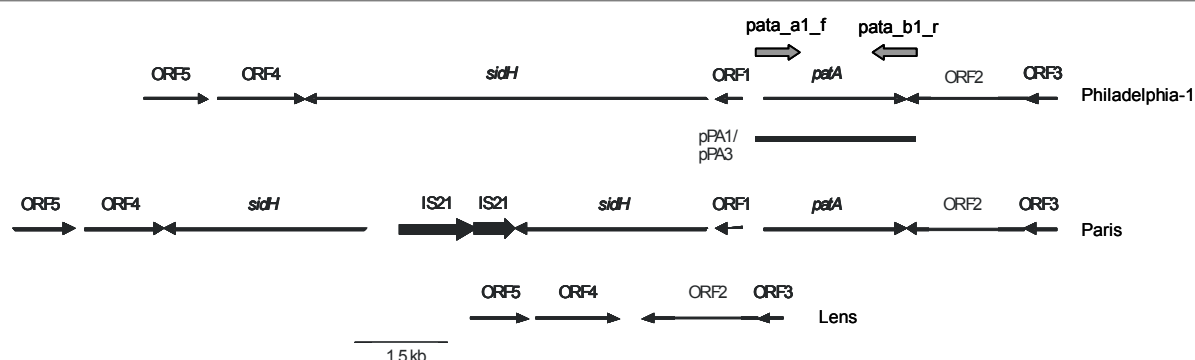 pata_a1_f pata_b1_r
ORF5 ORF4 sidH ORF1 patA ORF2 ORF3
Philadelphia-1
pPA1/
pPA3
ORF5 ORF4 sidH IS21 IS21 sidH ORF1 patA ORF2 ORF3
Paris
ORF5 ORF4 ORF2 ORF3
Lens
1.5 kb